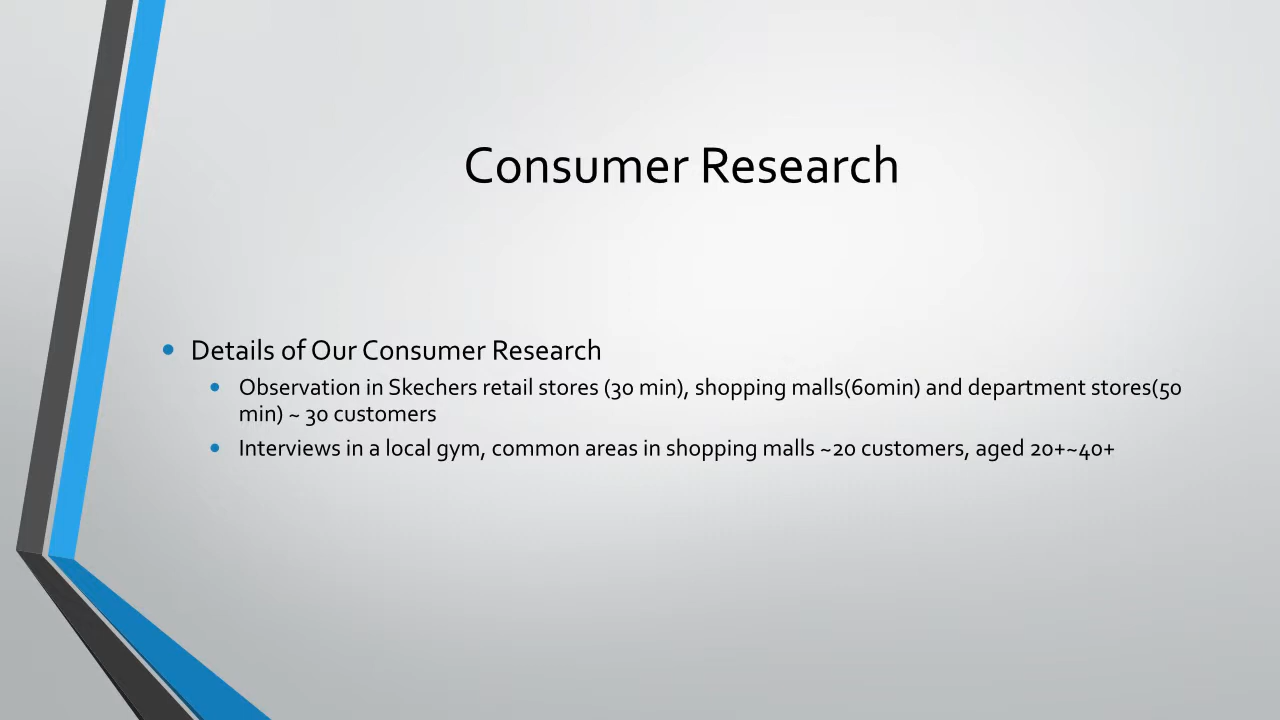 Consumer Research
• Details of Our Consumer Research
• Observation in Skechers retail stores (30 min), shopping malls(60min) and department stores(50
min) ~ 30 customers
• Interviews in a local gym, common areas in shopping malls ~20 customers, aged 20+~40+